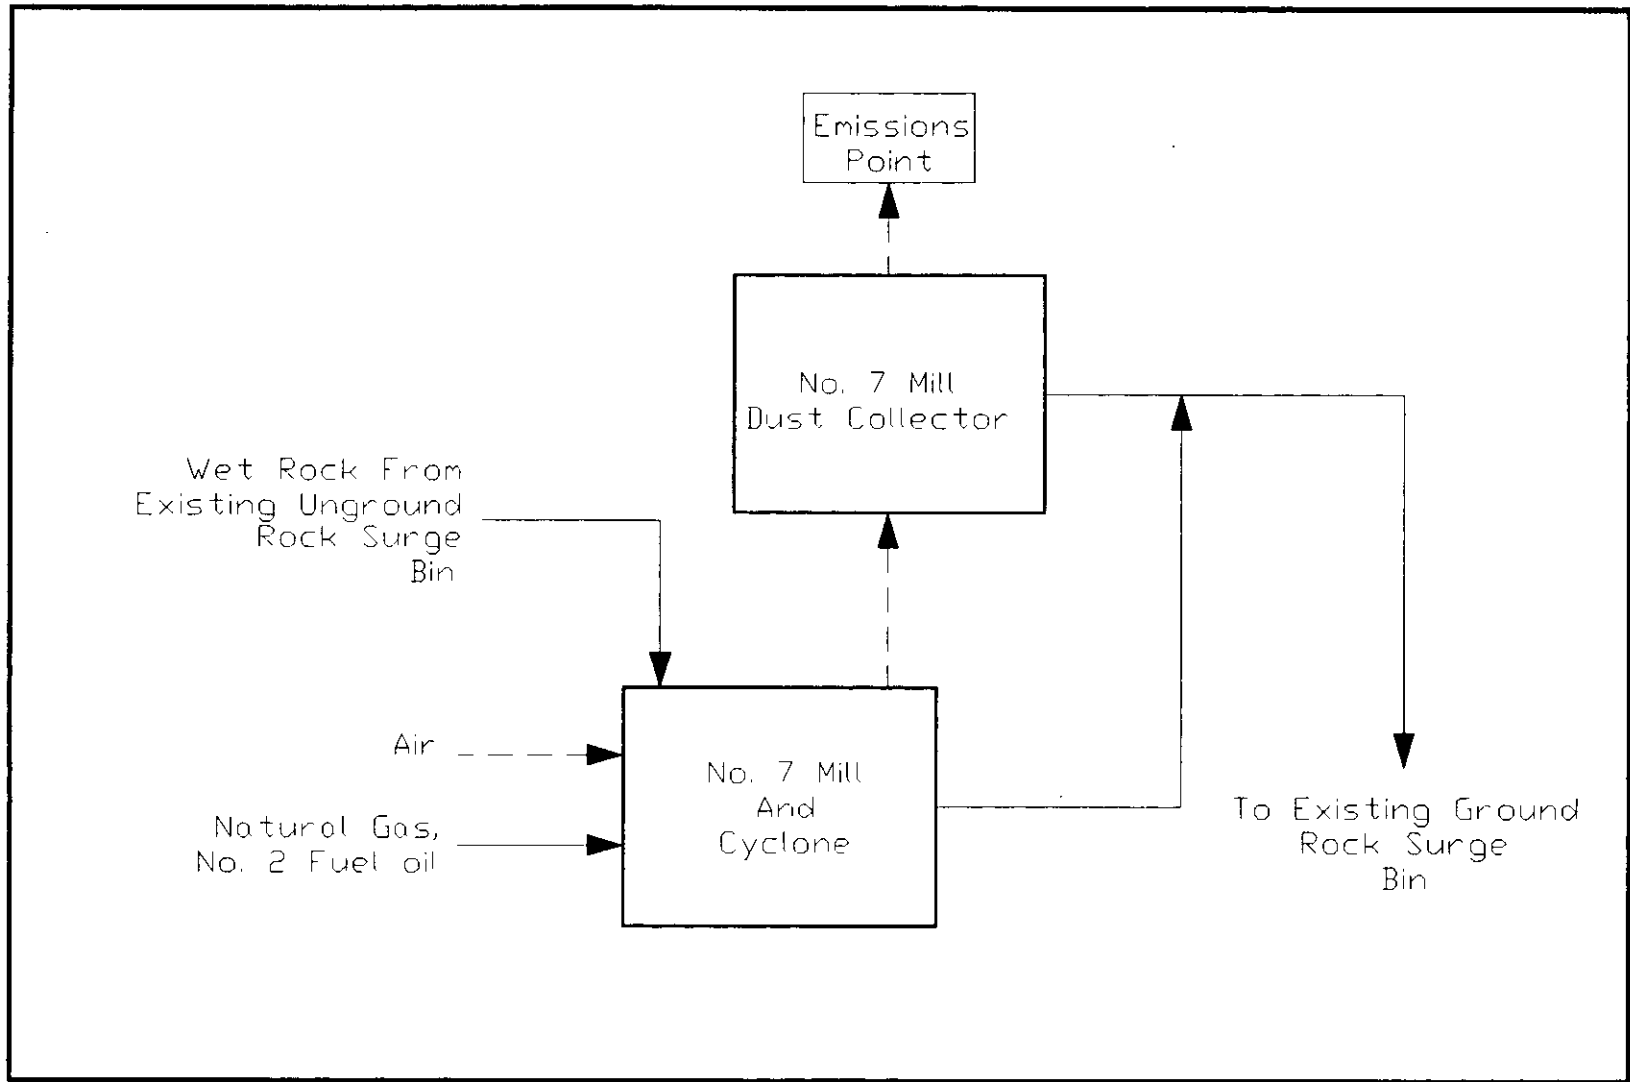 Emissions
Point
No. 7 Mill
Dust Collector
Wet Rock From
Existing Unground
Rock Surge
Bin
Air
Natural Gas,
No. 2 Fuel oil
No. 7 Mill
And
Cyclone
To Existing Ground
Rock Surge
Bin